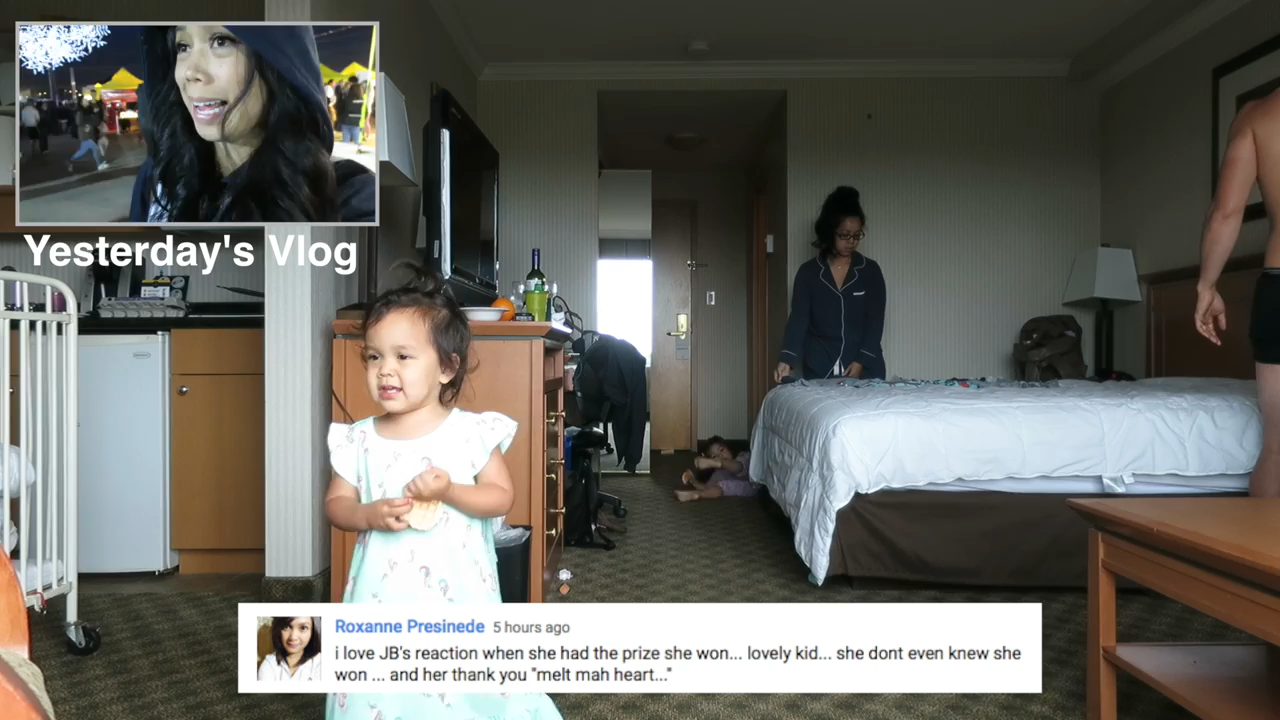 Yesterday's Vlog
Roxanne Presinede 5 hours ago
i love JB's reaction when she had the prize she won... lovely kid... she dont even knew she
won ... and her thank you "melt mah heart..."